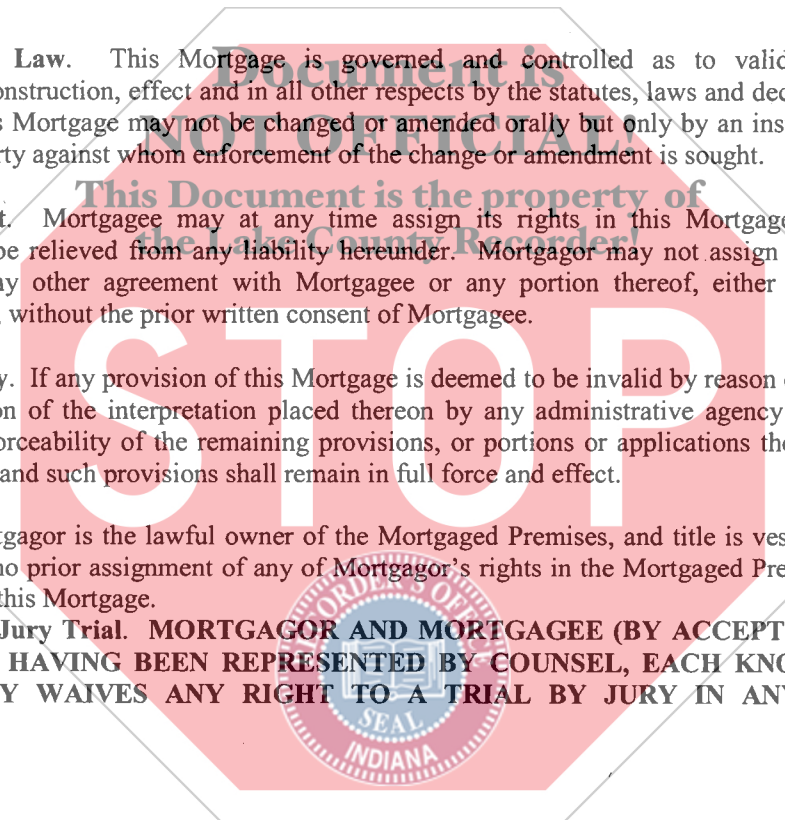 Law. This Mortgage is governed and controlled as to valid
onstruction, effect and in all other respects by the statutes, laws and dec
s Mortgage may not be changed or amended orally but only by an ins
rty against whom enforcement of the change or amendment is sought.
t. Mortgagee may at any time assign its rights in this Mortgage
be relieved from any liability hereunder. Mortgagor may not assign
ny other agreement with Mortgagee or any portion thereof, either
, without the prior written consent of Mortgagee.
y. If any provision of this Mortgage is deemed to be invalid by reason
on of the interpretation placed thereon by any administrative agency
orceability of the remaining provisions, or portions or applications the
and such provisions shall remain in full force and effect.
tgagor is the lawful owner of the Mortgaged Premises, and title is ves
no prior assignment of any of Mortgagor's rights in the Mortgaged Pre
this Mortgage.
Jury Trial. MORTGAGOR AND MORTGAGEE (BY ACCEPT
HAVING BEEN REPRESENTED BY COUNSEL, EACH KNO
Y WAIVES ANY RIGHT TO A TRIAL BY JURY IN AN
Document is
NOT OFFICIAL!
This Document is the property of
the Lake County Recorder!
STOP
RECORDER'S OFFICE
SEAL
INDIANA